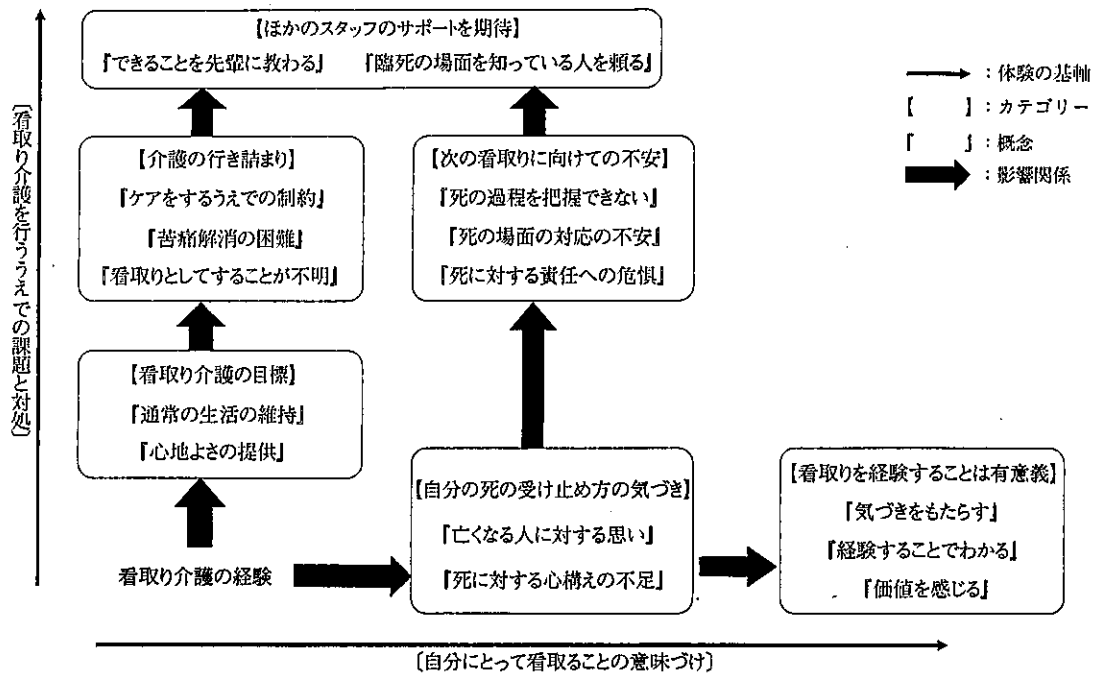 【ほかのスタッフのサポートを期待】
『できることを先輩に教わる』 『臨死の場面を知っている人を頼る』
：体験の基軸
【 】：カテゴリー
『 』：概念
：影響関係
〔看取り介護を行ううえでの課題と対処〕
【介護の行き詰まり】
『ケアをするうえでの制約』
『苦痛解消の困難』
『看取りとしてすることが不明』
【次の看取りに向けての不安】
『死の過程を把握できない』
『死の場面の対応の不安』
『死に対する責任への危惧』
【看取り介護の目標】
『通常の生活の維持』
『心地よさの提供』
看取り介護の経験
【自分の死の受け止め方の気づき】
『亡くなる人に対する思い』
『死に対する心構えの不足』
【看取りを経験することは有意義】
『気づきをもたらす』
『経験することでわかる』
『価値を感じる』
〔自分にとって看取ることの意味づけ〕